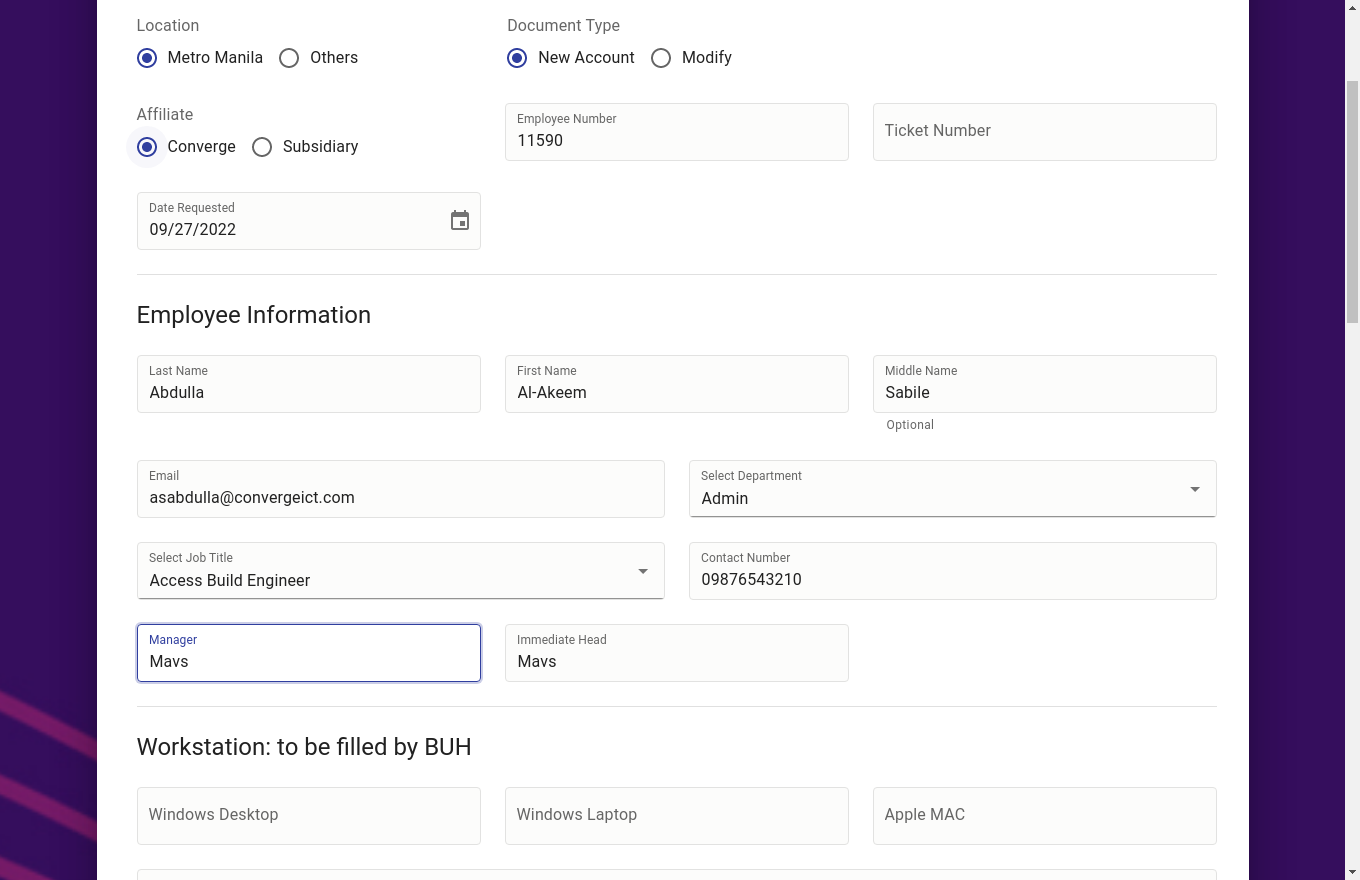 Location
Document Type
Metro Manila
Others
New Account
Modify
Affiliate
Converge
Subsidiary
Employee Number
11590
Ticket Number
Date Requested
09/27/2022
Employee Information
Last Name
Abdulla
First Name
Al-Akeem
Middle Name
Sabile
Optional
Email
asabdulla@convergeict.com
Select Department
Admin
Select Job Title
Access Build Engineer
Contact Number
09876543210
Manager
Mavs
Immediate Head
Mavs
Workstation: to be filled by BUH
Windows Desktop
Windows Laptop
Apple MAC